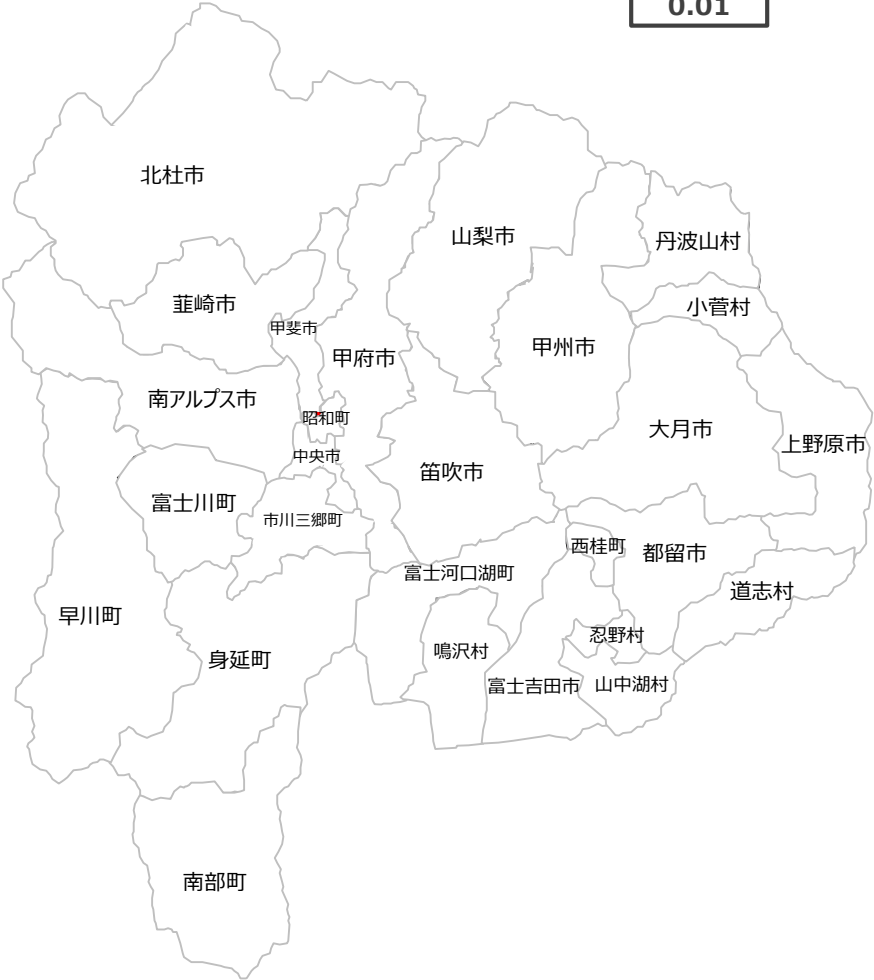 0.01
北杜市
山梨市
丹波山村
韮崎市
小菅村
甲斐市
甲府市
甲州市
南アルプス市
昭和町
大月市
上野原市
中央市
笛吹市
富士川町
市川三郷町
西桂町
都留市
富士河口湖町
道志村
早川町
忍野村
鳴沢村
身延町
富士吉田市
山中湖村
南部町